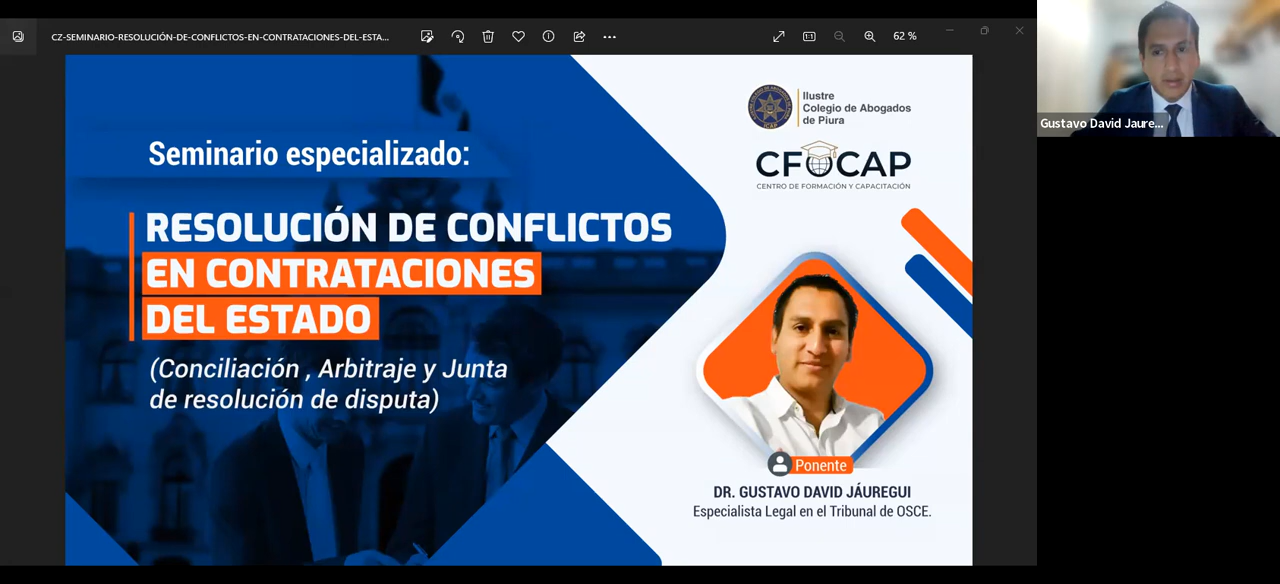 CZ-SEMINARIO-RESOLUCIÓN-DE-CONFLICTOS-EN-CONTRATACIONES-DEL-ESTA...
62 %
Gustavo David Jaure...
Ilustre
Colegio de Abogados
de Piura
CFOCAP
CENTRO DE FORMACIÓN Y CAPACITACIÓN
Seminario especializado:
RESOLUCIÓN DE CONFLICTOS
EN CONTRATACIONES
DEL ESTADO
(Conciliación , Arbitraje y Junta
de resolución de disputa)
Ponente
DR. GUSTAVO DAVID JÁUREGUI
Especialista Legal en el Tribunal de OSCE.